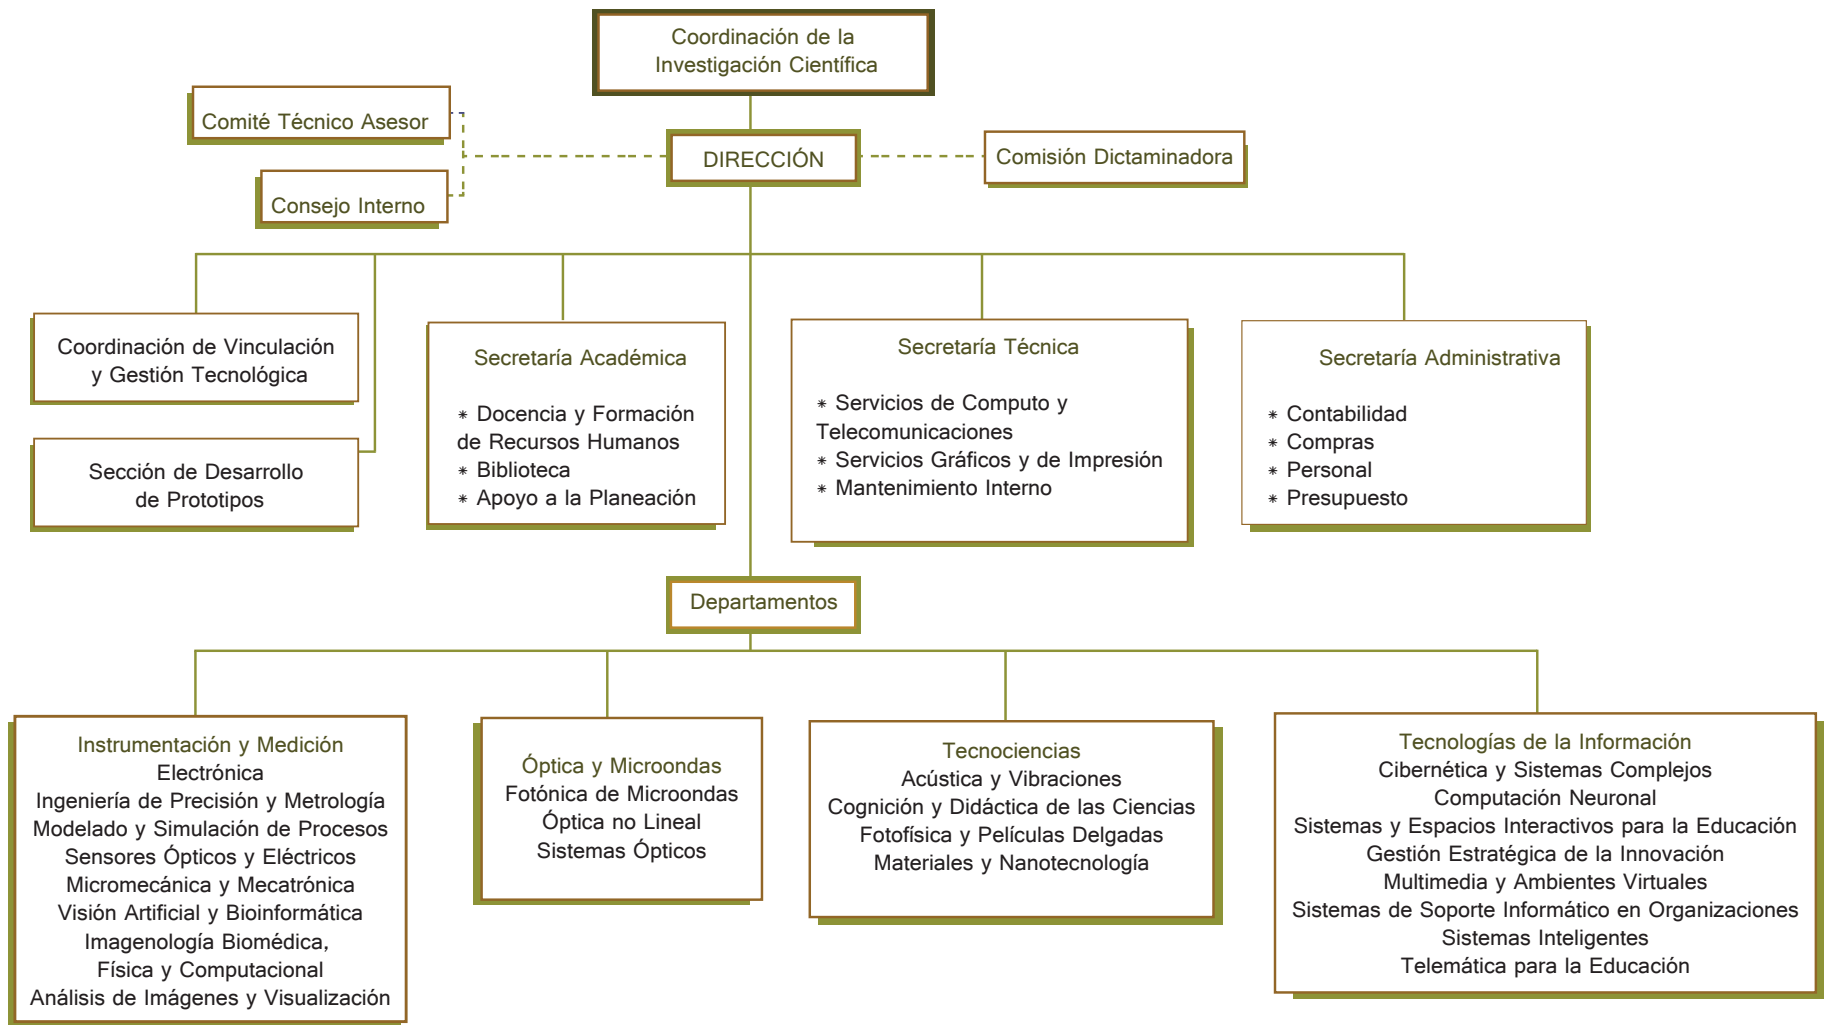 Coordinación de la
Investigación Científica
Comité Técnico Asesor
DIRECCIÓN
Comisión Dictaminadora
Consejo Interno
Coordinación de Vinculación
y Gestión Tecnológica
Sección de Desarrollo
de Prototipos
Secretaría Académica
* Docencia y Formación
de Recursos Humanos
* Biblioteca
* Apoyo a la Planeación
Secretaría Técnica
* Servicios de Computo y
Telecomunicaciones
* Servicios Gráficos y de Impresión
* Mantenimiento Interno
Secretaría Administrativa
* Contabilidad
* Compras
* Personal
* Presupuesto
Departamentos
Instrumentación y Medición
Electrónica
Ingeniería de Precisión y Metrología
Modelado y Simulación de Procesos
Sensores Ópticos y Eléctricos
Micromecánica y Mecatrónica
Visión Artificial y Bioinformática
Imagenología Biomédica,
Física y Computacional
Análisis de Imágenes y Visualización
Óptica y Microondas
Fotónica de Microondas
Óptica no Lineal
Sistemas Ópticos
Tecnociencias
Acústica y Vibraciones
Cognición y Didáctica de las Ciencias
Fotofísica y Películas Delgadas
Materiales y Nanotecnología
Tecnologías de la Información
Cibernética y Sistemas Complejos
Computación Neuronal
Sistemas y Espacios Interactivos para la Educación
Gestión Estratégica de la Innovación
Multimedia y Ambientes Virtuales
Sistemas de Soporte Informático en Organizaciones
Sistemas Inteligentes
Telemática para la Educación